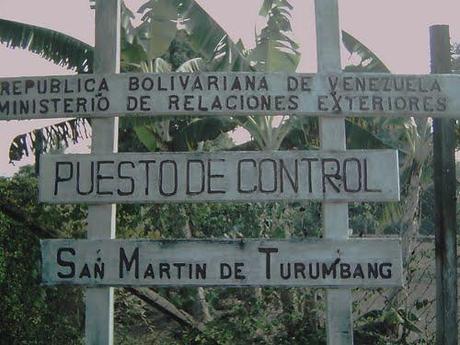 REPUBLICA BOLIVARIANA DE VENEZUELA
MINISTERIO DE RELACIONES EXTERIORES
PUESTO DE CONTROL
SAN MARTIN DE TURUMBANG